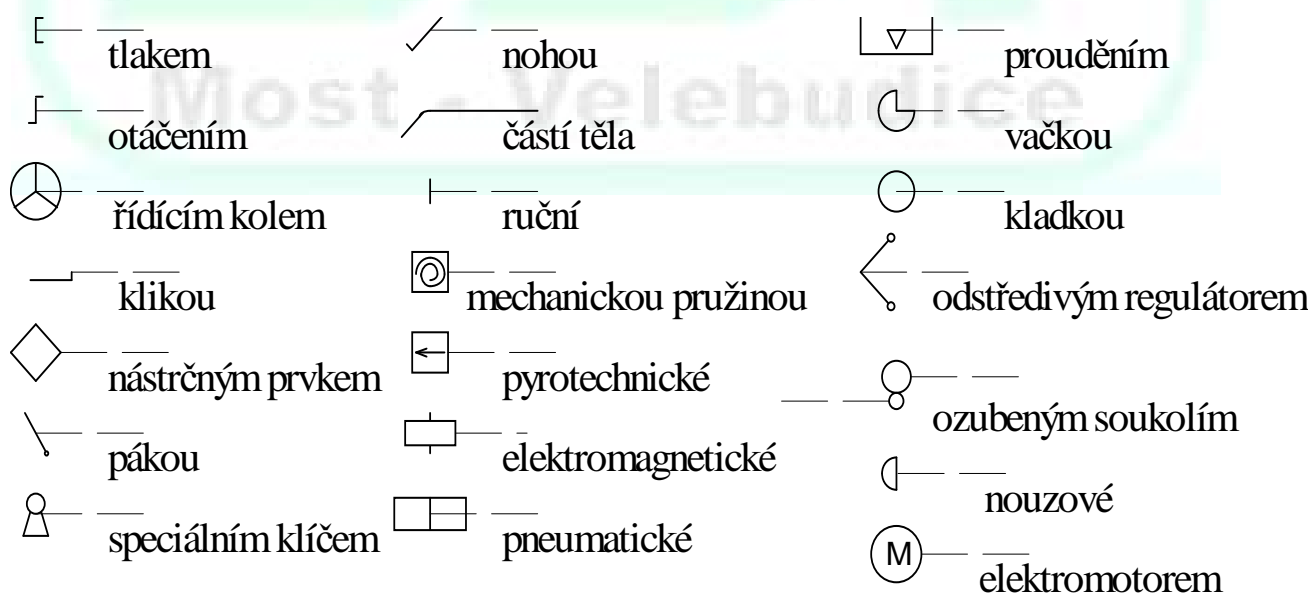 tlakem
otáčením
řídícím kolem
klikou
nástrčným prvkem
pákou
speciálním klíčem
nohou
částí těla
ruční
mechanickou pružinou
pyrotechnické
elektromagnetické
pneumatické
prouděním
vačkou
kladkou
odstředivým regulátorem
ozubeným soukolím
nouzové
M
elektromotorem
Most - Velebudice